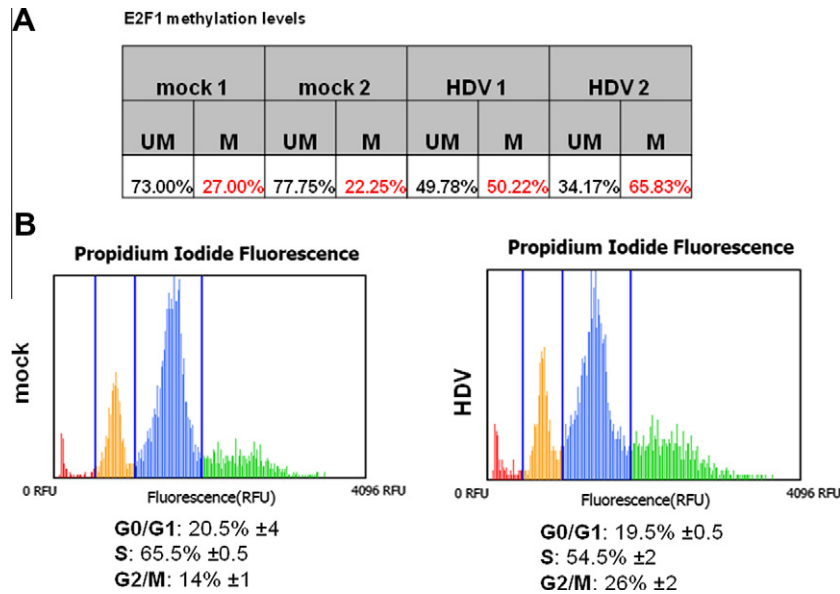 A
E2F1 methylation levels
mock 1 mock 2 HDV 1 HDV 2
UM M UM M UM M UM M
73.00% 27.00% 77.75% 22.25% 49.78% 50.22% 34.17% 65.83%
B
Propidium Iodide Fluorescence
mock
0 RFU Fluorescence(RFU) 4096 RFU
G0/G1: 20.5% ±4
S: 65.5% ±0.5
G2/M: 14% ±1
Propidium Iodide Fluorescence
HDV
0 RFU Fluorescence(RFU) 4096 RFU
G0/G1: 19.5% ±0.5
S: 54.5% ±2
G2/M: 26% ±2